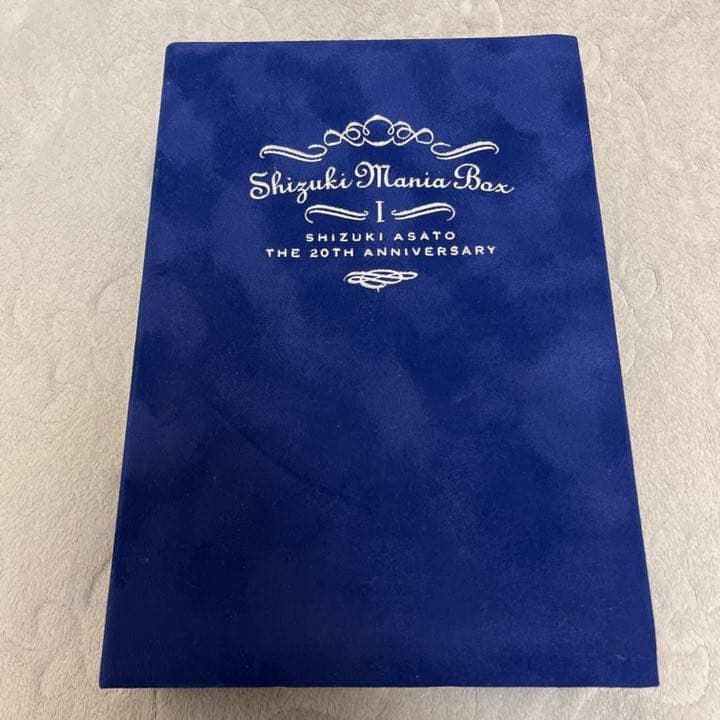 Shizuki Mania Box
I
SHIZUKI ASATO
THE 20TH ANNIVERSARY